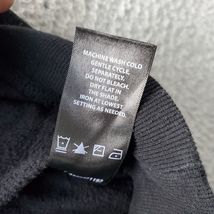 MACHINE WASH COLD
GENTLE CYCLE,
SEPARATELY.
DO NOT BLEACH.
DRY FLAT IN
THE SHADE.
IRON AT LOWEST
SETTING AS NEEDED.